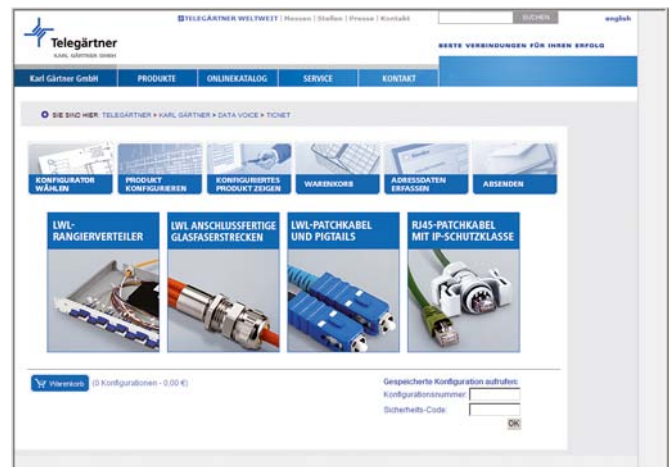 TELEGÄRTNER WELTWEIT | Messen | Stellen | Presse | Kontakt
SUCHEN
english
Telegärtner
KARL GÄRTNER GMBH
BESTE VERBINDUNGEN FÜR IHREN ERFOLG
Karl Gärtner GmbH PRODUKTE ONLINEKATALOG SERVICE KONTAKT
SIE SIND HIER: TELEGÄRTNER ▸ KARL GÄRTNER ▸ DATA VOICE ▸ TICNET
KONFIGURATOR
WÄHLEN
PRODUKT
KONFIGURIEREN
KONFIGURIERTES
PRODUKT ZEIGEN
WARENKORB
ADRESSDATEN
ERFASSEN
ABSENDEN
LWL-
RANGIERVERTEILER
LWL ANSCHLUSSFERTIGE
GLASFASERSTRECKEN
LWL-PATCHKABEL
UND PIGTAILS
RJ45-PATCHKABEL
MIT IP-SCHUTZKLASSE
Warenkorb (0 Konfigurationen - 0,00 €)
Gespeicherte Konfiguration aufrufen:
Konfigurationsnummer:
Sicherheits-Code:
OK